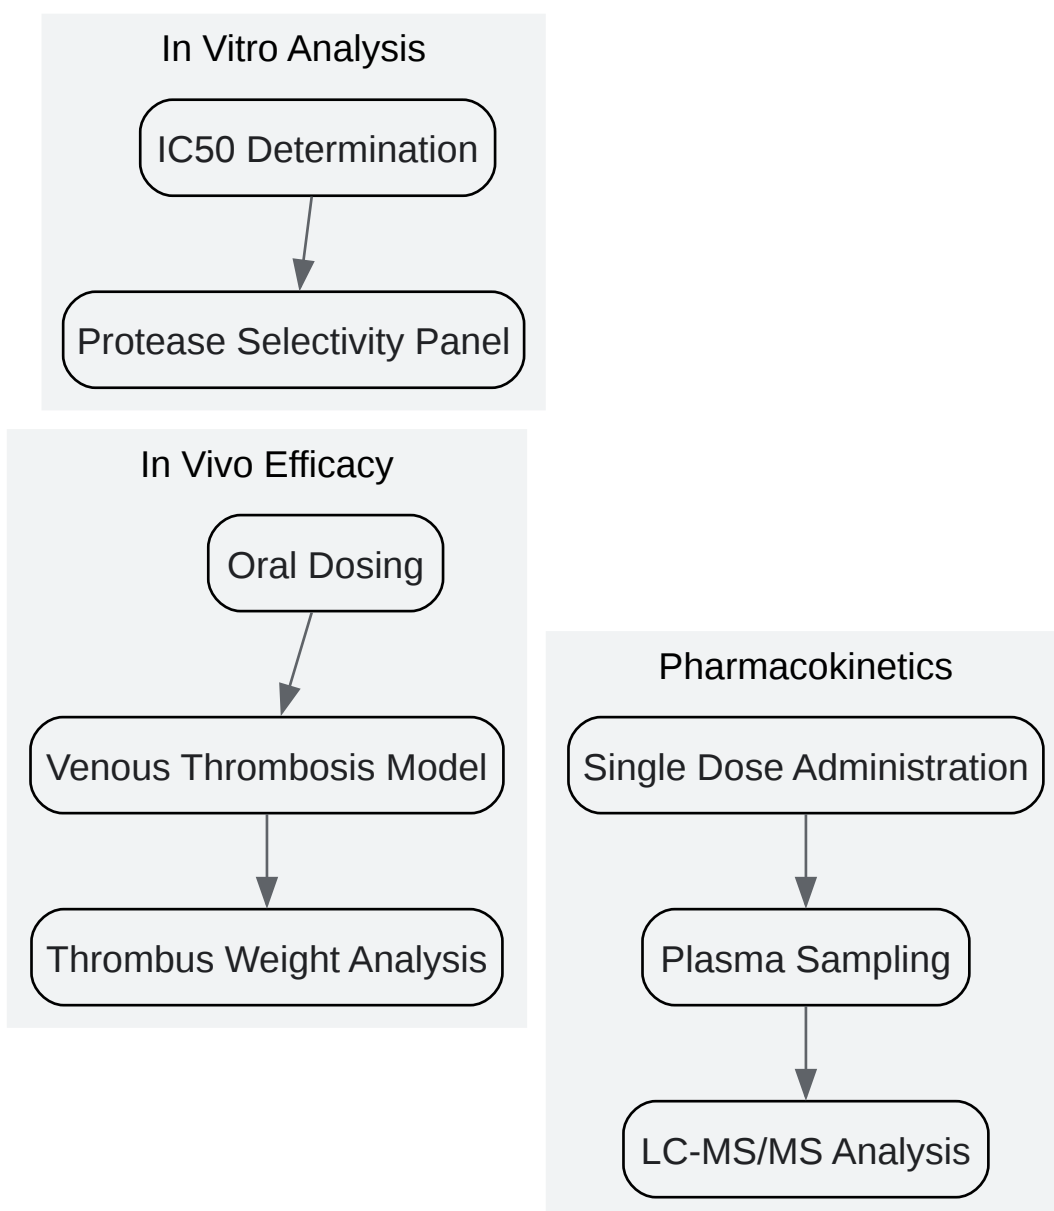 In Vitro Analysis
IC50 Determination
Protease Selectivity Panel
In Vivo Efficacy
Oral Dosing
Venous Thrombosis Model
Thrombus Weight Analysis
Pharmacokinetics
Single Dose Administration
Plasma Sampling
LC-MS/MS Analysis